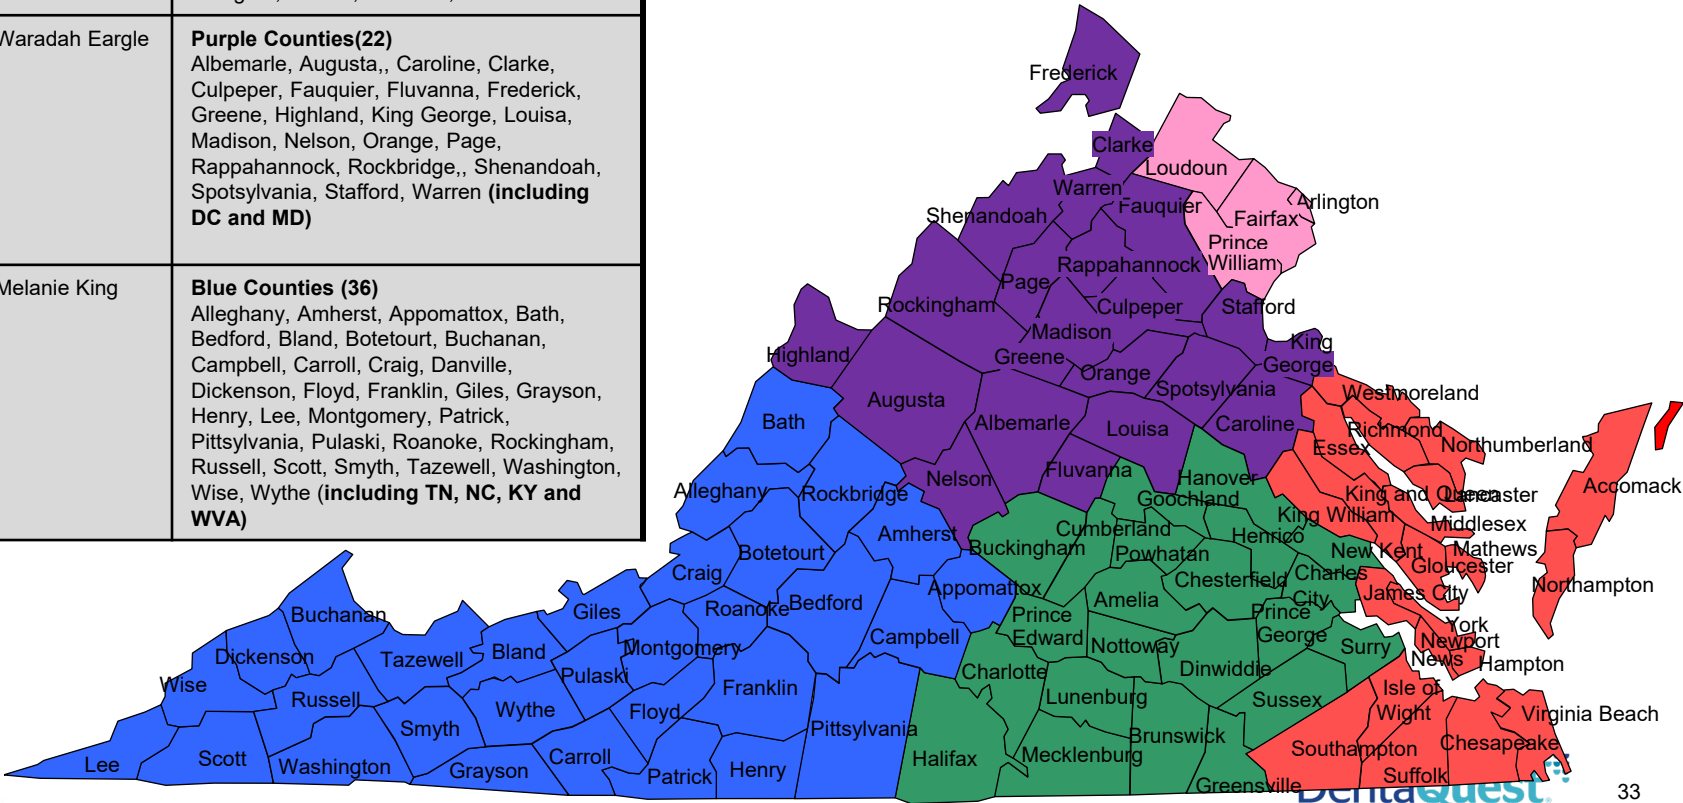 Waradah Eargle
Purple Counties(22)
Albemarle, Augusta,, Caroline, Clarke,
Culpeper, Fauquier, Fluvanna, Frederick,
Greene, Highland, King George, Louisa,
Madison, Nelson, Orange, Page,
Rappahannock, Rockbridge,, Shenandoah,
Spotsylvania, Stafford, Warren (including
DC and MD)
Melanie King
Blue Counties (36)
Alleghany, Amherst, Appomattox, Bath,
Bedford, Bland, Botetourt, Buchanan,
Campbell, Carroll, Craig, Danville,
Dickenson, Floyd, Franklin, Giles, Grayson,
Henry, Lee, Montgomery, Patrick,
Pittsylvania, Pulaski, Roanoke, Rockingham,
Russell, Scott, Smyth, Tazewell, Washington,
Wise, Wythe (including TN, NC, KY and
WVA)
Frederick
Clarke
Loudoun
Warren
Fauquier
Arlington
Shenandoah
Fairfax
Prince
William
Rappahannock
Page
Rockingham
Culpeper
Stafford
Madison
King
George
Highland
Greene
Orange
Spotsylvania
Westmoreland
Augusta
Bath
Albemarle
Louisa
Caroline
Richmond
Essex
Northumberland
Fluvanna
Hanover
Nelson
Accomack
Alleghany
Rockbridge
Goochland
King and Queen
Lancaster
King William
Middlesex
Amherst
Cumberland
Henrico
Buckingham
Powhatan
New Kent
Mathews
Botetourt
Gloucester
Craig
Chesterfield
Charles
City
Northampton
Appomattox
James City
Amelia
Bedford
Roanoke
Giles
Buchanan
Prince
Edward
Prince
George
York
Campbell
Nottoway
Surry
Newport
News
Hampton
Montgomery
Bland
Tazewell
Dickenson
Charlotte
Dinwiddie
Pulaski
Wise
Franklin
Lunenburg
Isle of
Wight
Russell
Sussex
Wythe
Floyd
Virginia Beach
Smyth
Pittsylvania
Brunswick
Chesapeake
Southampton
Mecklenburg
Carroll
Scott
Halifax
Lee
Washington
Grayson
Patrick
Henry
Suffolk
Greensville
DentaQuest
33